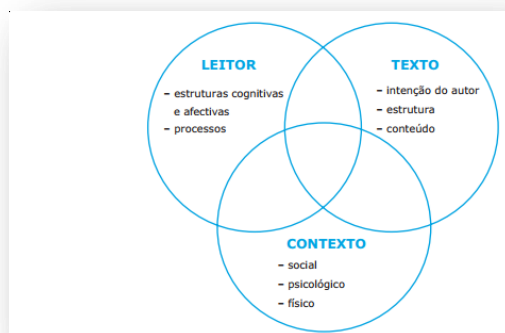 LEITOR
– estruturas cognitivas
e afectivas
– processos
TEXTO
– intenção do autor
– estrutura
– conteúdo
CONTEXTO
– social
– psicológico
– físico